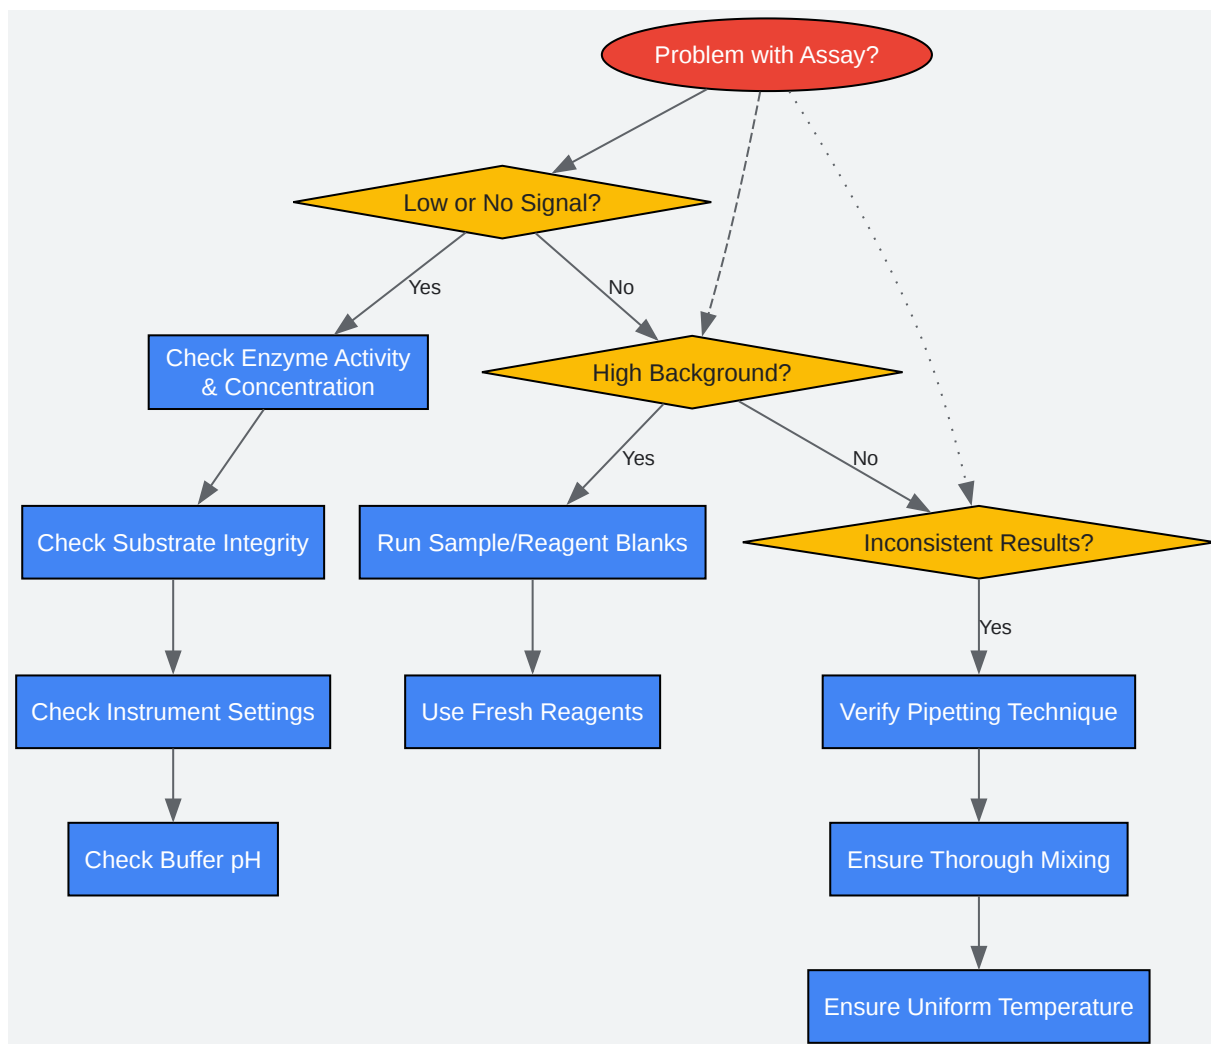 Problem with Assay?
Low or No Signal?
Yes
No
Check Enzyme Activity
& Concentration
High Background?
Yes
No
Check Substrate Integrity
Run Sample/Reagent Blanks
Inconsistent Results?
Yes
Check Instrument Settings
Use Fresh Reagents
Verify Pipetting Technique
Check Buffer pH
Ensure Thorough Mixing
Ensure Uniform Temperature